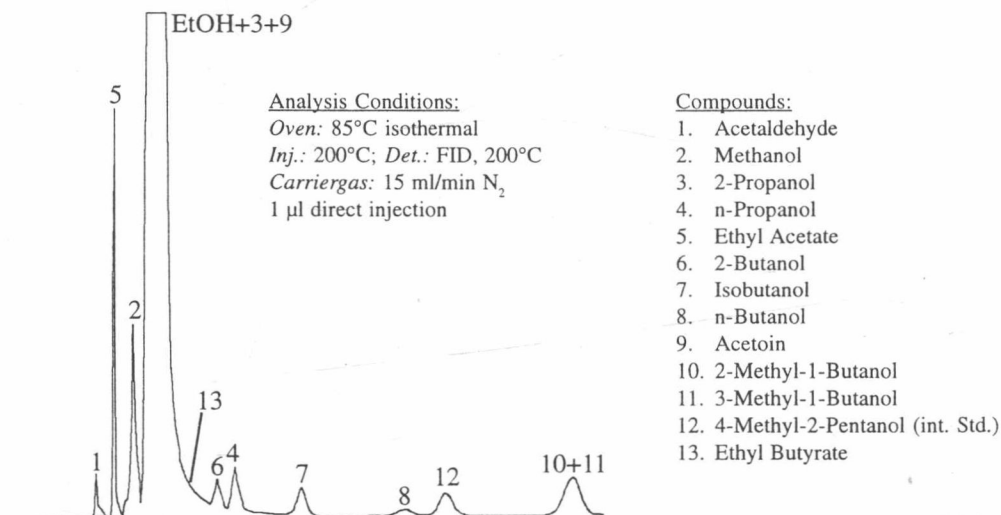 EtOH+3+9
5
Analysis Conditions:
Oven: 85°C isothermal
Inj.: 200°C; Det.: FID, 200°C
Carriergas: 15 ml/min N₂
1 µl direct injection
Compounds:
1. Acetaldehyde
2. Methanol
3. 2-Propanol
4. n-Propanol
5. Ethyl Acetate
6. 2-Butanol
7. Isobutanol
8. n-Butanol
9. Acetoin
10. 2-Methyl-1-Butanol
11. 3-Methyl-1-Butanol
12. 4-Methyl-2-Pentanol (int. Std.)
13. Ethyl Butyrate
2
13
1
6
4
7
8
12
10+11